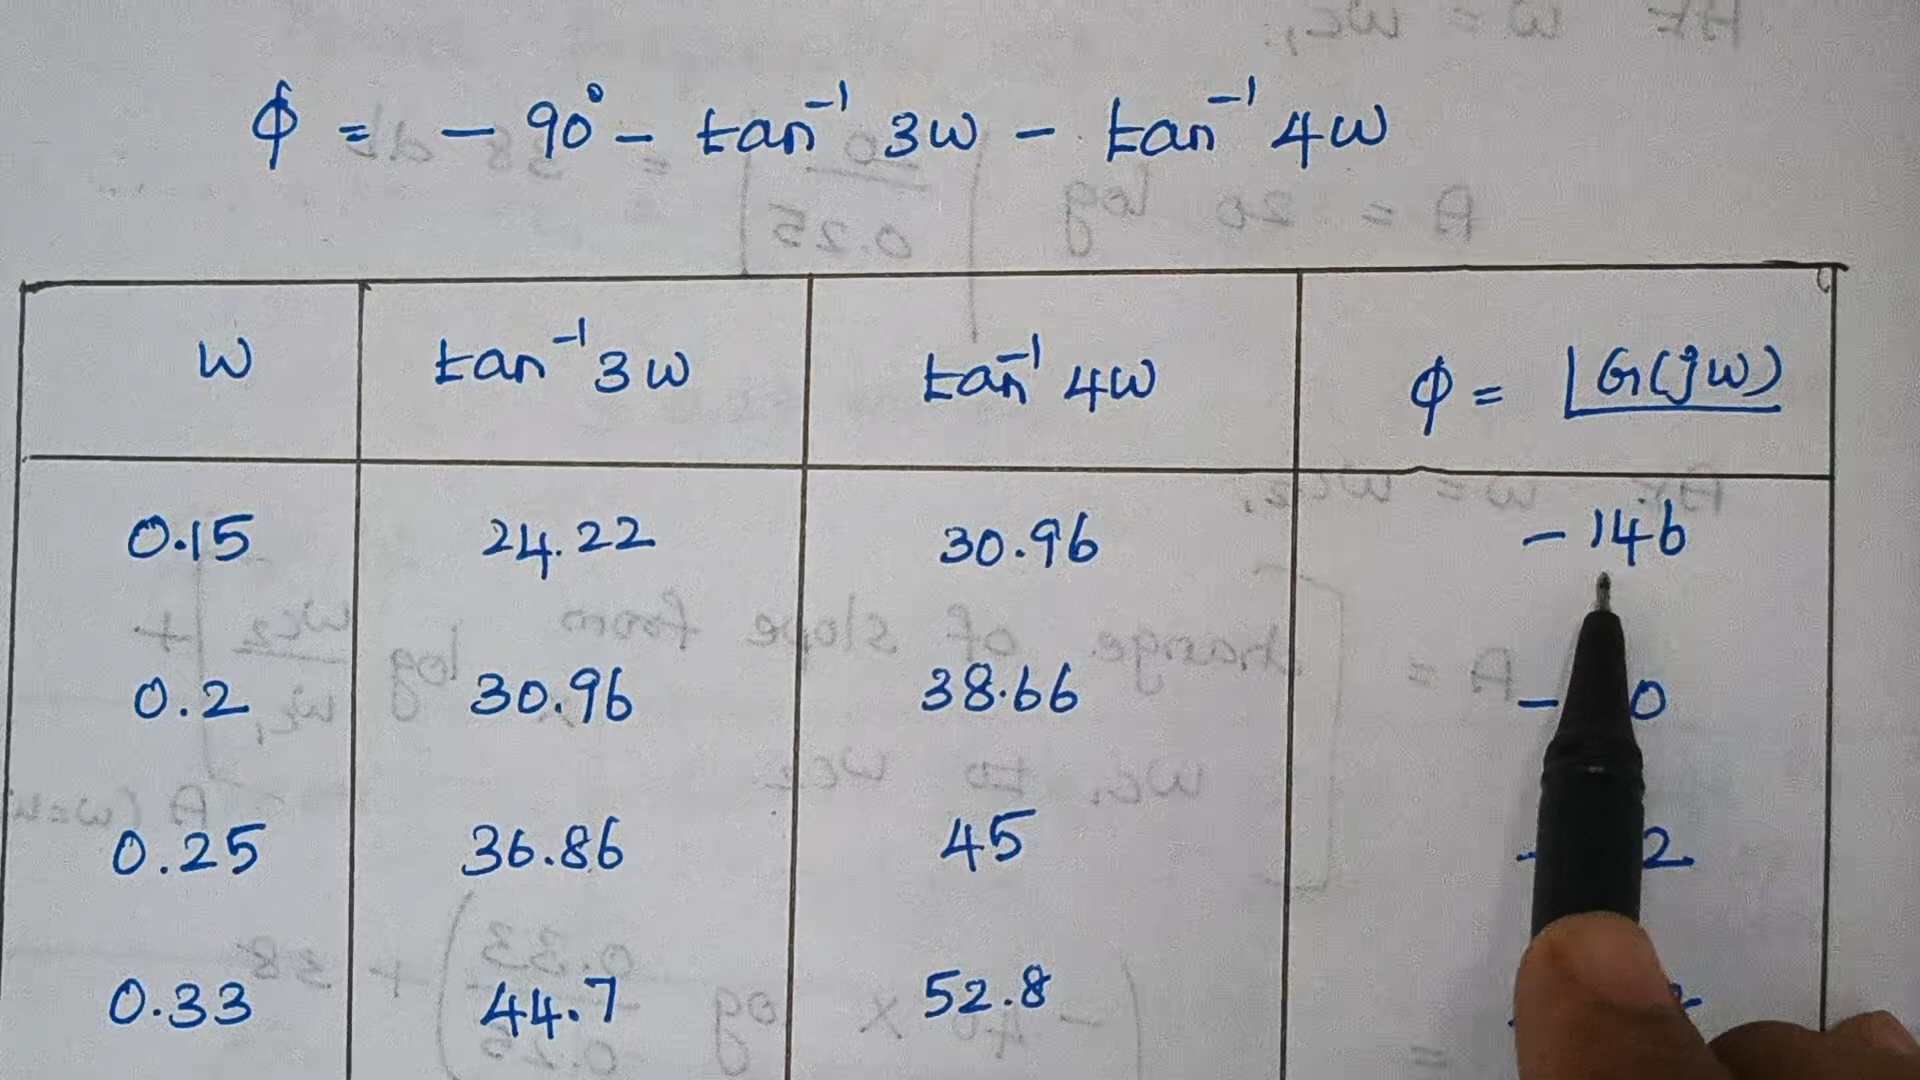 ϕ = - 90° - tan⁻¹ 3ω - tan⁻¹ 4ω
ω tan⁻¹ 3ω tan⁻¹ 4ω ϕ = ∠G(jω)
0.15 24.22 30.96 -146
0.2 30.96 38.66
0.25 36.86 45
0.33 44.7 52.8